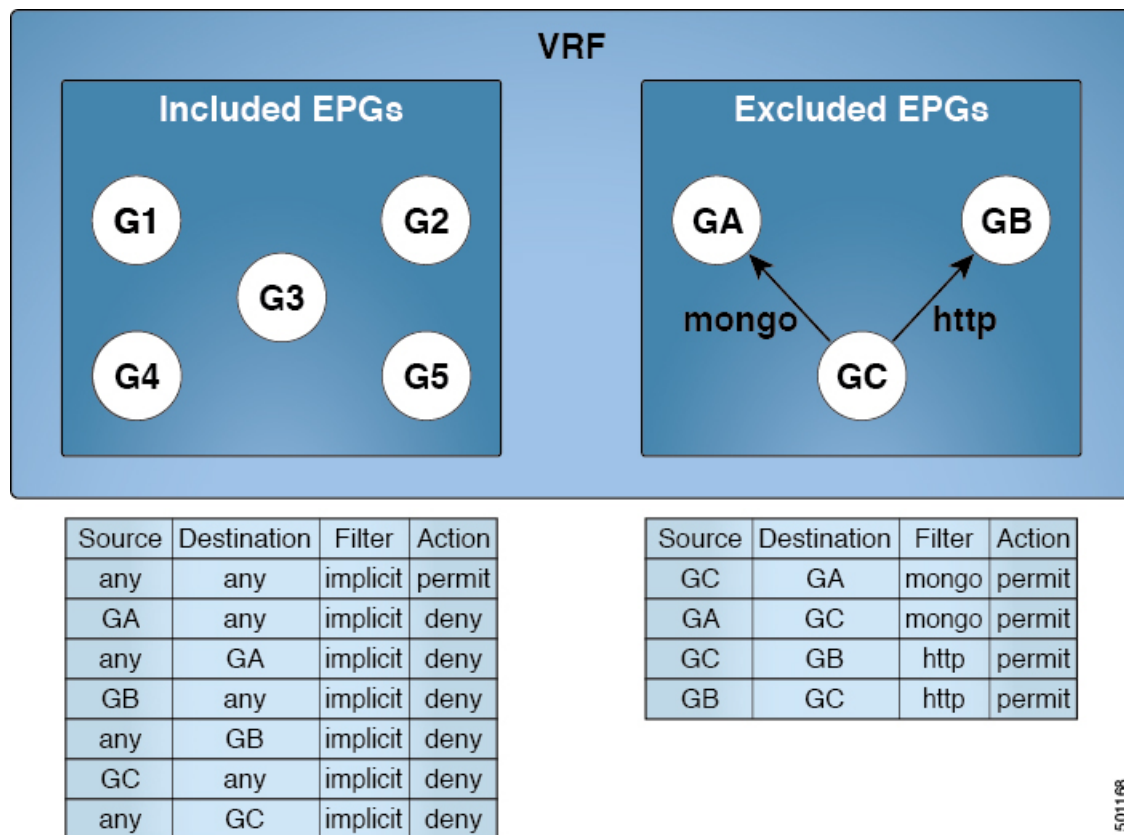 VRF
Included EPGs
G1
G2
G3
G4
G5
Excluded EPGs
GA
GB
mongo
http
GC
Source Destination Filter Action
any any implicit permit
GA any implicit deny
any GA implicit deny
GB any implicit deny
any GB implicit deny
GC any implicit deny
any GC implicit deny
Source Destination Filter Action
GC GA mongo permit
GA GC mongo permit
GC GB http permit
GB GC http permit
501168